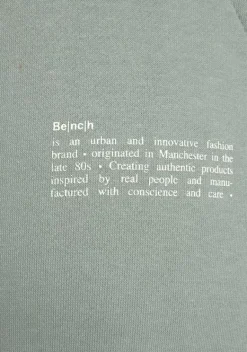 Be|nc|h
is an urban and innovative fashion
brand • originated in Manchester in the
late 80s • Creating authentic products
inspired by real people and manu-
factured with conscience and care •